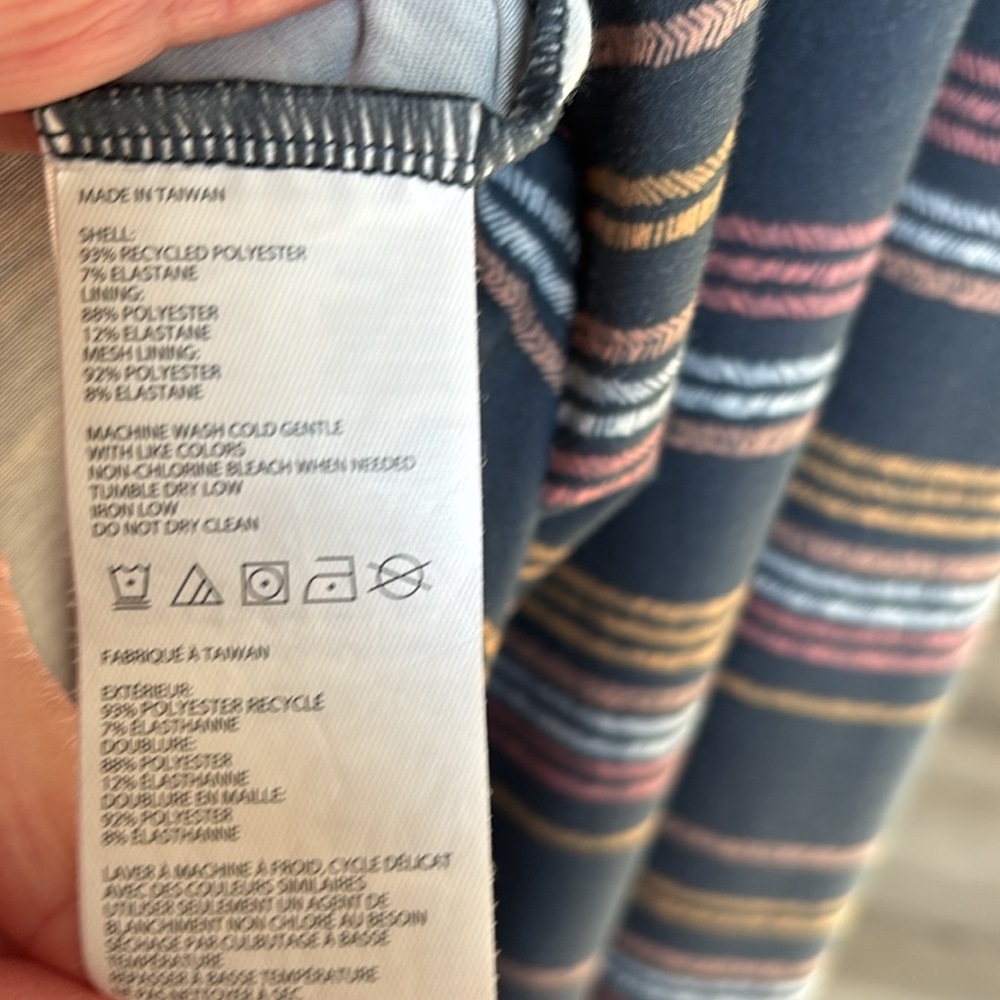 MADE IN TAIWAN
SHELL:
93% RECYCLED POLYESTER
7% ELASTANE
LINING:
88% POLYESTER
12% ELASTANE
MESH LINING:
92% POLYESTER
8% ELASTANE
MACHINE WASH COLD GENTLE
WITH LIKE COLORS
NON-CHLORINE BLEACH WHEN NEEDED
TUMBLE DRY LOW
IRON LOW
DO NOT DRY CLEAN
FABRIQUÉ À TAIWAN
EXTÉRIEUR:
93% POLYESTER RECYCLÉ
7% ÉLASTHANNE
DOUBLURE:
88% POLYESTER
12% ÉLASTHANNE
DOUBLURE EN MAILLE:
92% POLYESTER
8% ÉLASTHANNE
LAVER À MACHINE À FROID, CYCLE DÉLICAT
AVEC DES COULEURS SIMILAIRES
UTILISER SEULEMENT UN AGENT DE
BLANCHIMENT NON CHLORÉ AU BESOIN
SÉCHAGE PAR CULBUTAGE À BASSE
TEMPÉRATURE
REPASSER À BASSE TEMPÉRATURE
NE PAS NETTOYER À SEC